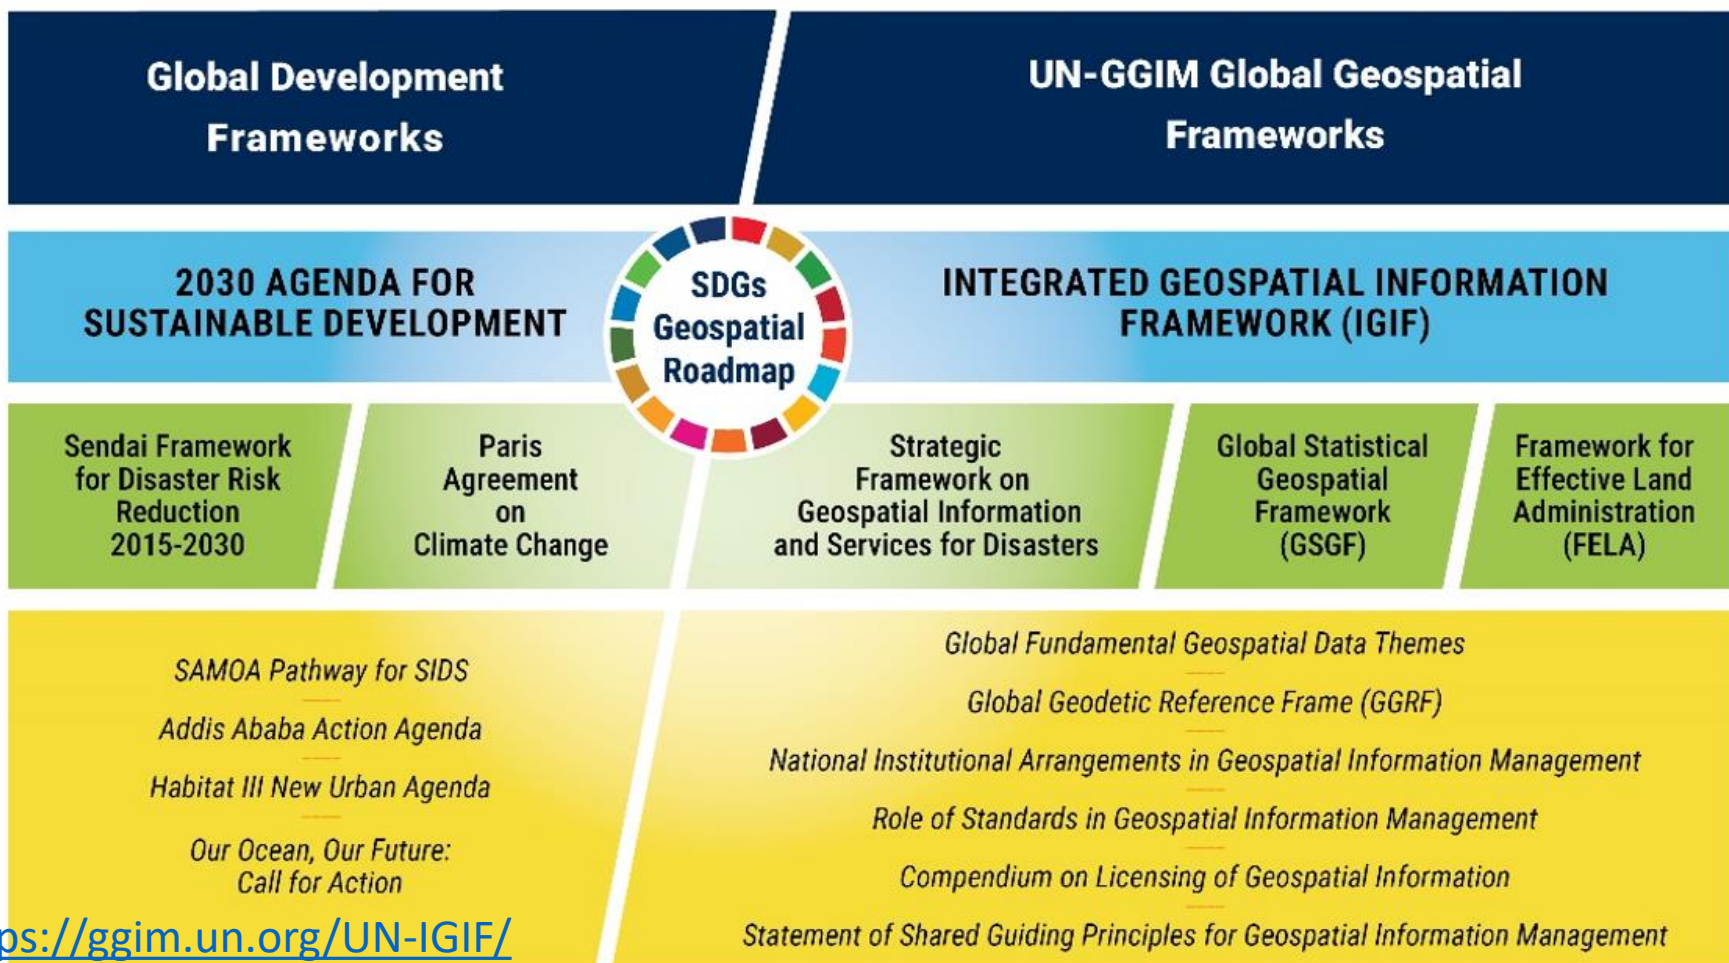 Global Development
Frameworks
UN-GGIM Global Geospatial
Frameworks
2030 AGENDA FOR
SUSTAINABLE DEVELOPMENT
SDGs
Geospatial
Roadmap
INTEGRATED GEOSPATIAL INFORMATION
FRAMEWORK (IGIF)
Sendai Framework
for Disaster Risk
Reduction
2015-2030
Paris
Agreement
on
Climate Change
Strategic
Framework on
Geospatial Information
and Services for Disasters
Global Statistical
Geospatial
Framework
(GSGF)
Framework for
Effective Land
Administration
(FELA)
SAMOA Pathway for SIDS
Addis Ababa Action Agenda
Habitat III New Urban Agenda
Our Ocean, Our Future:
Call for Action
Global Fundamental Geospatial Data Themes
Global Geodetic Reference Frame (GGRF)
National Institutional Arrangements in Geospatial Information Management
Role of Standards in Geospatial Information Management
Compendium on Licensing of Geospatial Information
Statement of Shared Guiding Principles for Geospatial Information Management
ps://ggim.un.org/UN-IGIF/